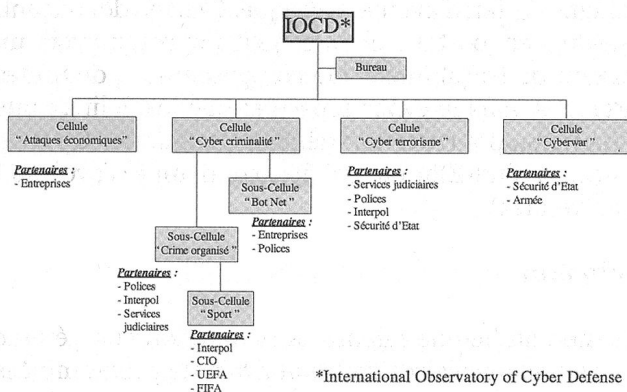 IOCD*
Bureau
Cellule
“ Attaques économiques”
Partenaires :
- Entreprises
Cellule
“ Cyber criminalité ”
Sous-Cellule
“Bot Net”
Partenaires :
- Entreprises
- Polices
Sous-Cellule
“Crime organisé ”
Partenaires :
- Polices
- Interpol
- Services
judiciaires
Sous-Cellule
“Sport”
Partenaires :
- Interpol
- CIO
- UEFA
- FIFA
Cellule
“ Cyber terrorisme ”
Partenaires :
- Services judiciaires
- Polices
- Interpol
- Sécurité d'Etat
Cellule
“Cyberwar ”
Partenaires :
- Sécurité d'Etat
- Armée
*International Observatory of Cyber Defense